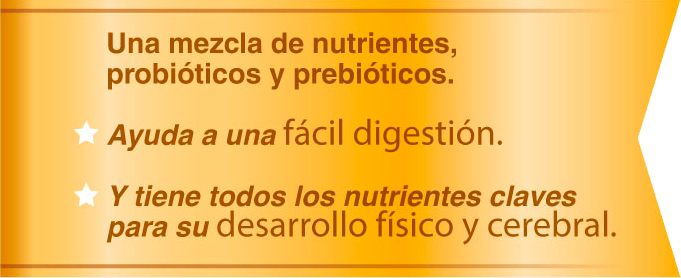 Una mezcla de nutrientes,
probióticos y prebióticos.
Ayuda a una fácil digestión.
Y tiene todos los nutrientes claves
para su desarrollo físico y cerebral.